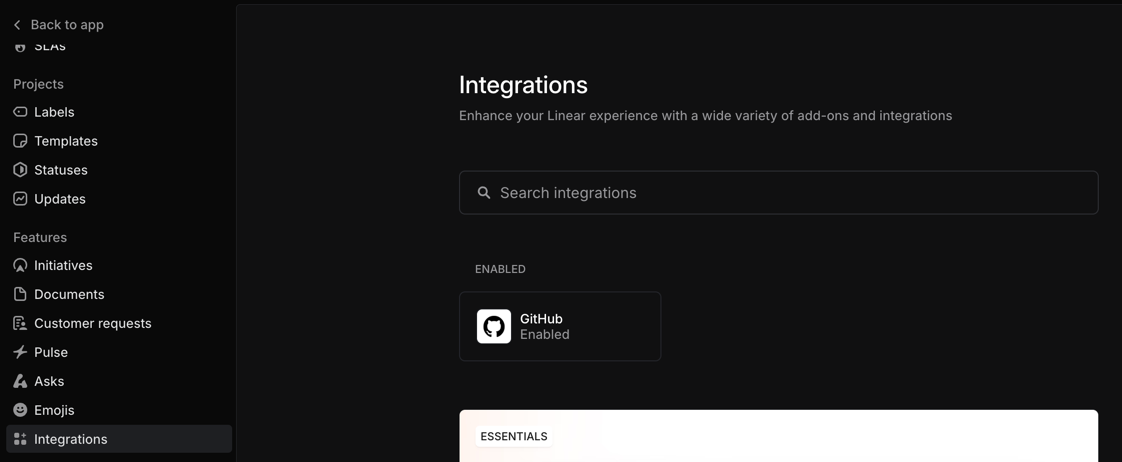 Back to app
SLAs
Projects
Labels
Templates
Statuses
Updates
Features
Initiatives
Documents
Customer requests
Pulse
Asks
Emojis
Integrations
Integrations
Enhance your Linear experience with a wide variety of add-ons and integrations
Search integrations
ENABLED
GitHub
Enabled
ESSENTIALS